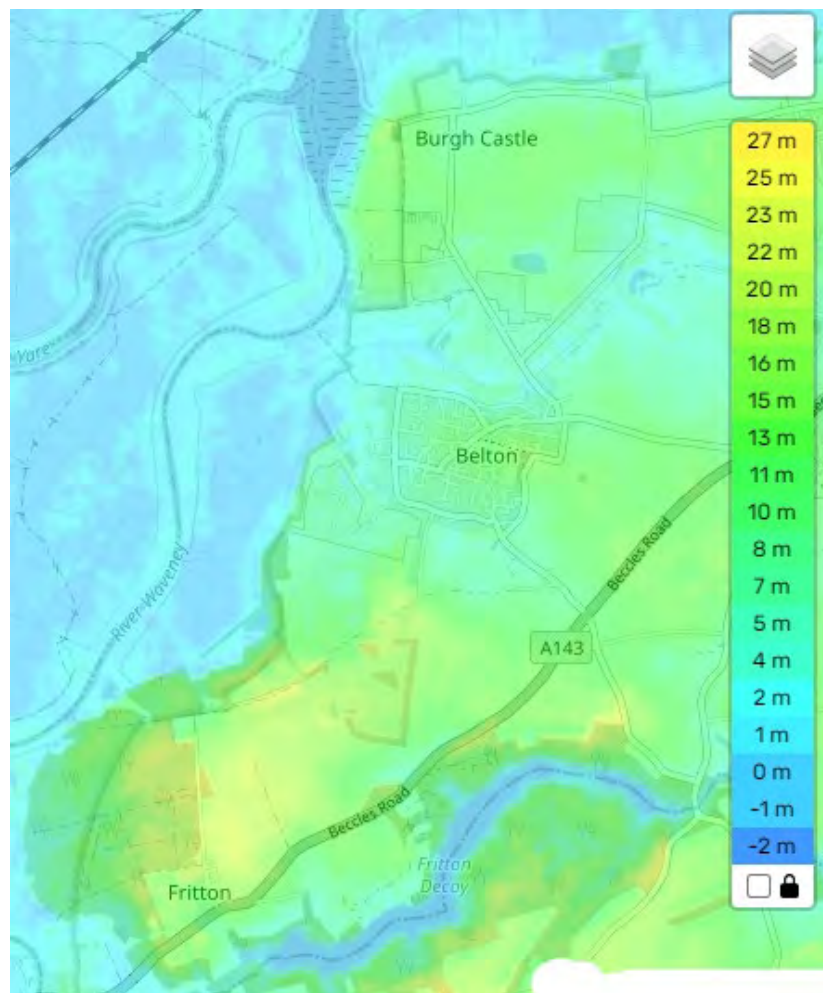 Burgh Castle
Yare
Belton
River Waveney
Beccles Road
A143
Beccles Road
Fritton
Fritton
Decoy
27 m
25 m
23 m
22 m
20 m
18 m
16 m
15 m
13 m
11 m
10 m
8 m
7 m
5 m
4 m
2 m
1 m
0 m
-1 m
-2 m